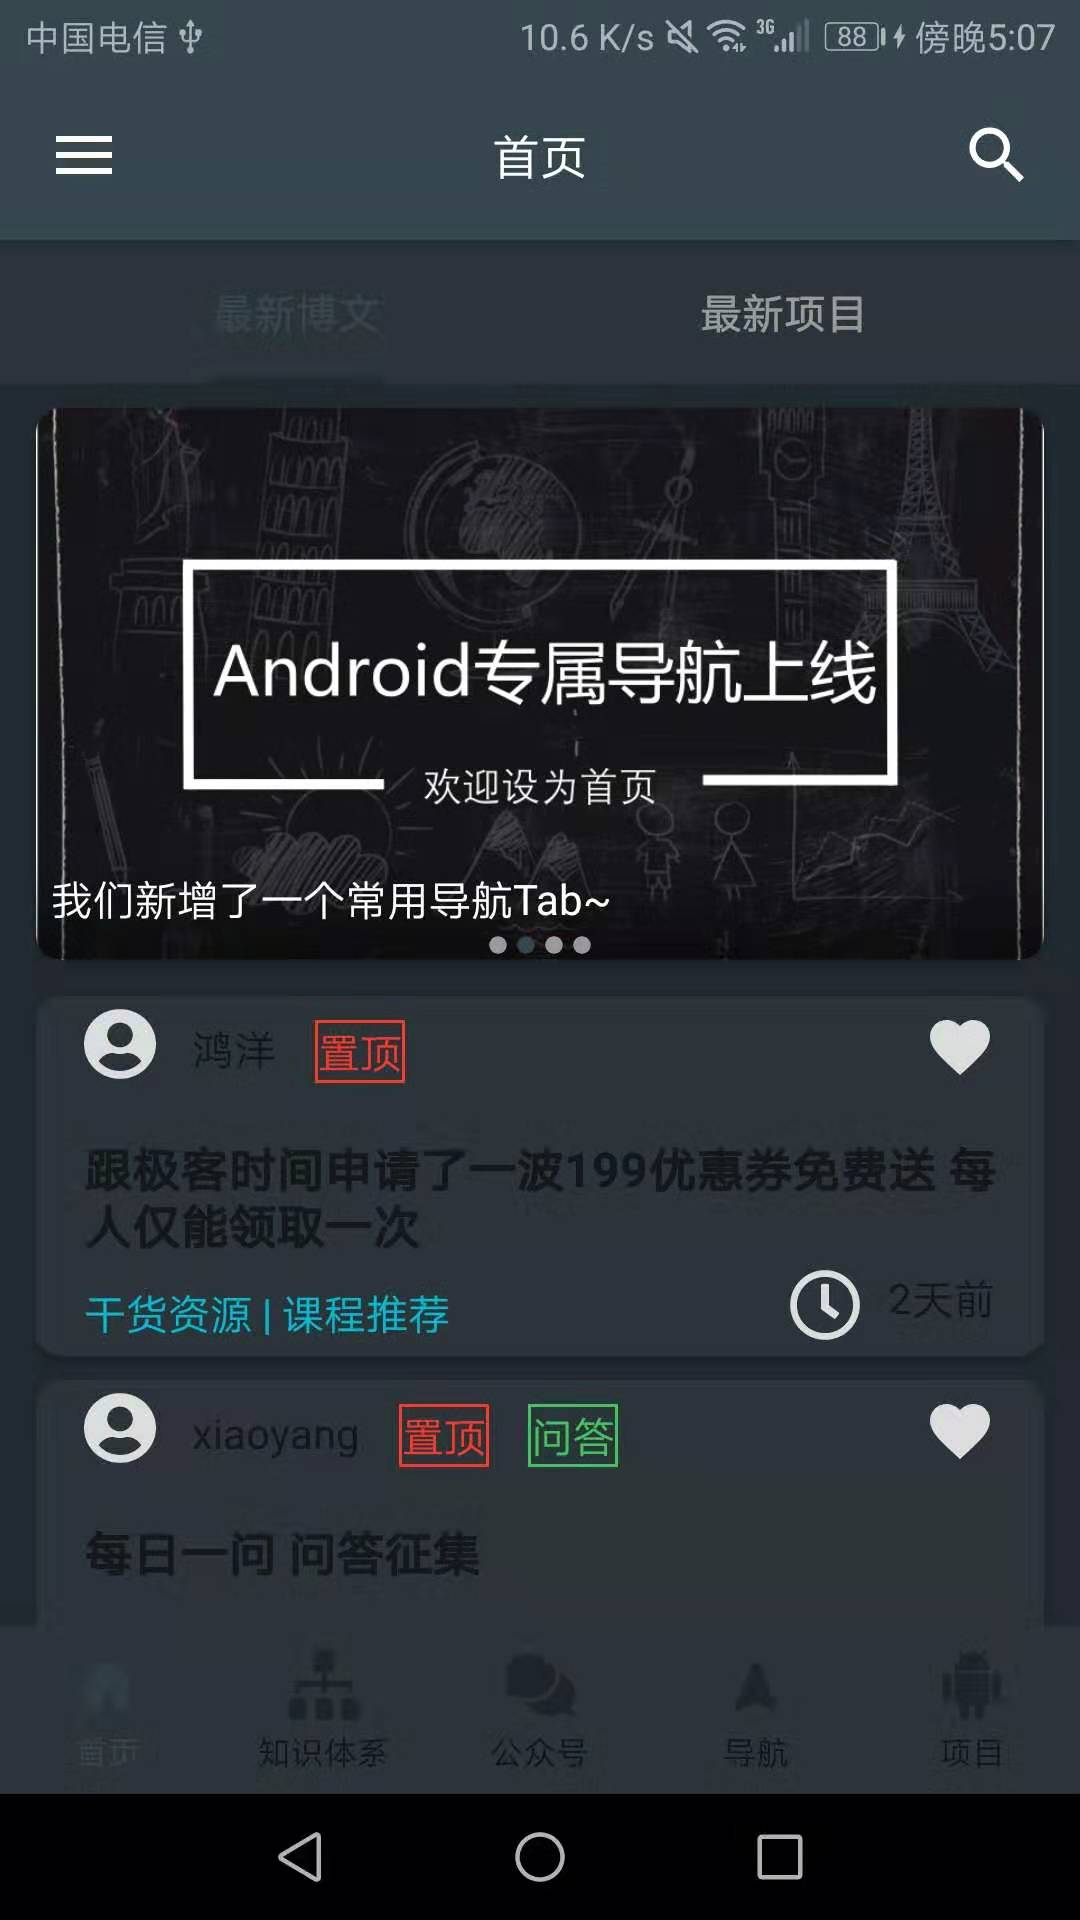 中国电信 10.6 K/s 3G 88 傍晚5:07
首页
最新博文 最新项目
Android专属导航上线
欢迎设为首页
我们新增了一个常用导航Tab~
鸿洋 置顶
跟极客时间申请了一波199优惠券免费送 每
人仅能领取一次
干货资源 | 课程推荐 2天前
xiaoyang 置顶 问答
每日一问 问答征集
首页 知识体系 公众号 导航 项目